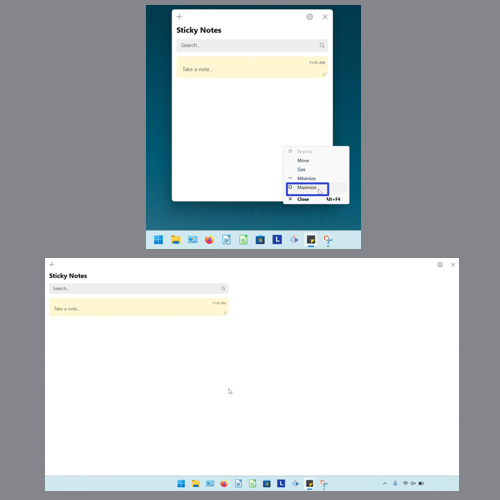 Sticky Notes
Search...
11:45 AM
Take a note...
Restore
Move
Size
Minimize
Maximize
Close Alt+F4
Sticky Notes
Search...
11:45 AM
Take a note...